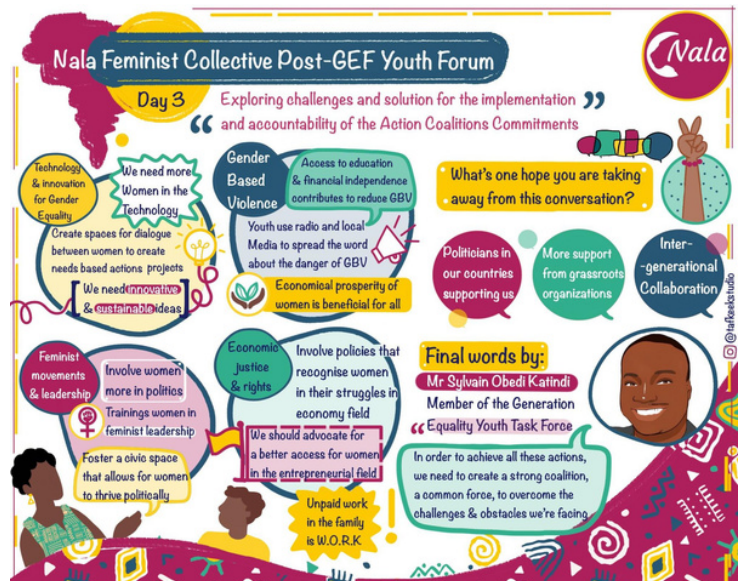 Nala Feminist Collective Post-GEF Youth Forum
Nala
Day 3
Exploring challenges and solution for the implementation ”
“ and accountability of the Action Coalitions Commitments
Technology
& innovation
for Gender
Equality
We need more
Women in the
Technology
Create spaces for dialogue
between women to create
needs based actions projects
[We need innovative
& sustainable ideas]
Gender
Based
Violence
Access to education
& financial independence
contributes to reduce GBV
Youth use radio and local
Media to spread the word
about the danger of GBV
Economical prosperity of
women is beneficial for all
What's one hope you are taking
away from this conversation?
Politicians in
our countries
supporting us
More support
from grassroots
organizations
Inter-
-generational
Collaboration
@tafkeekstudio
Feminist
movements
& leadership
Involve women
more in politics
Trainings women in
feminist leadership
Foster a civic space
that allows for women
to thrive politically
Economic
justice
& rights
Involve policies that
recognise women
in their struggles in
economy field
We should advocate for
a better access for women
in the entrepreneurial field
Unpaid work
in the family
is W.O.R.K
!
Final words by:
Mr Sylvain Obedi Katindi
Member of the Generation
“ Equality Youth Task Force
In order to achieve all these actions,
we need to create a strong coalition,
a common force, to overcome the
challenges & obstacles we're facing